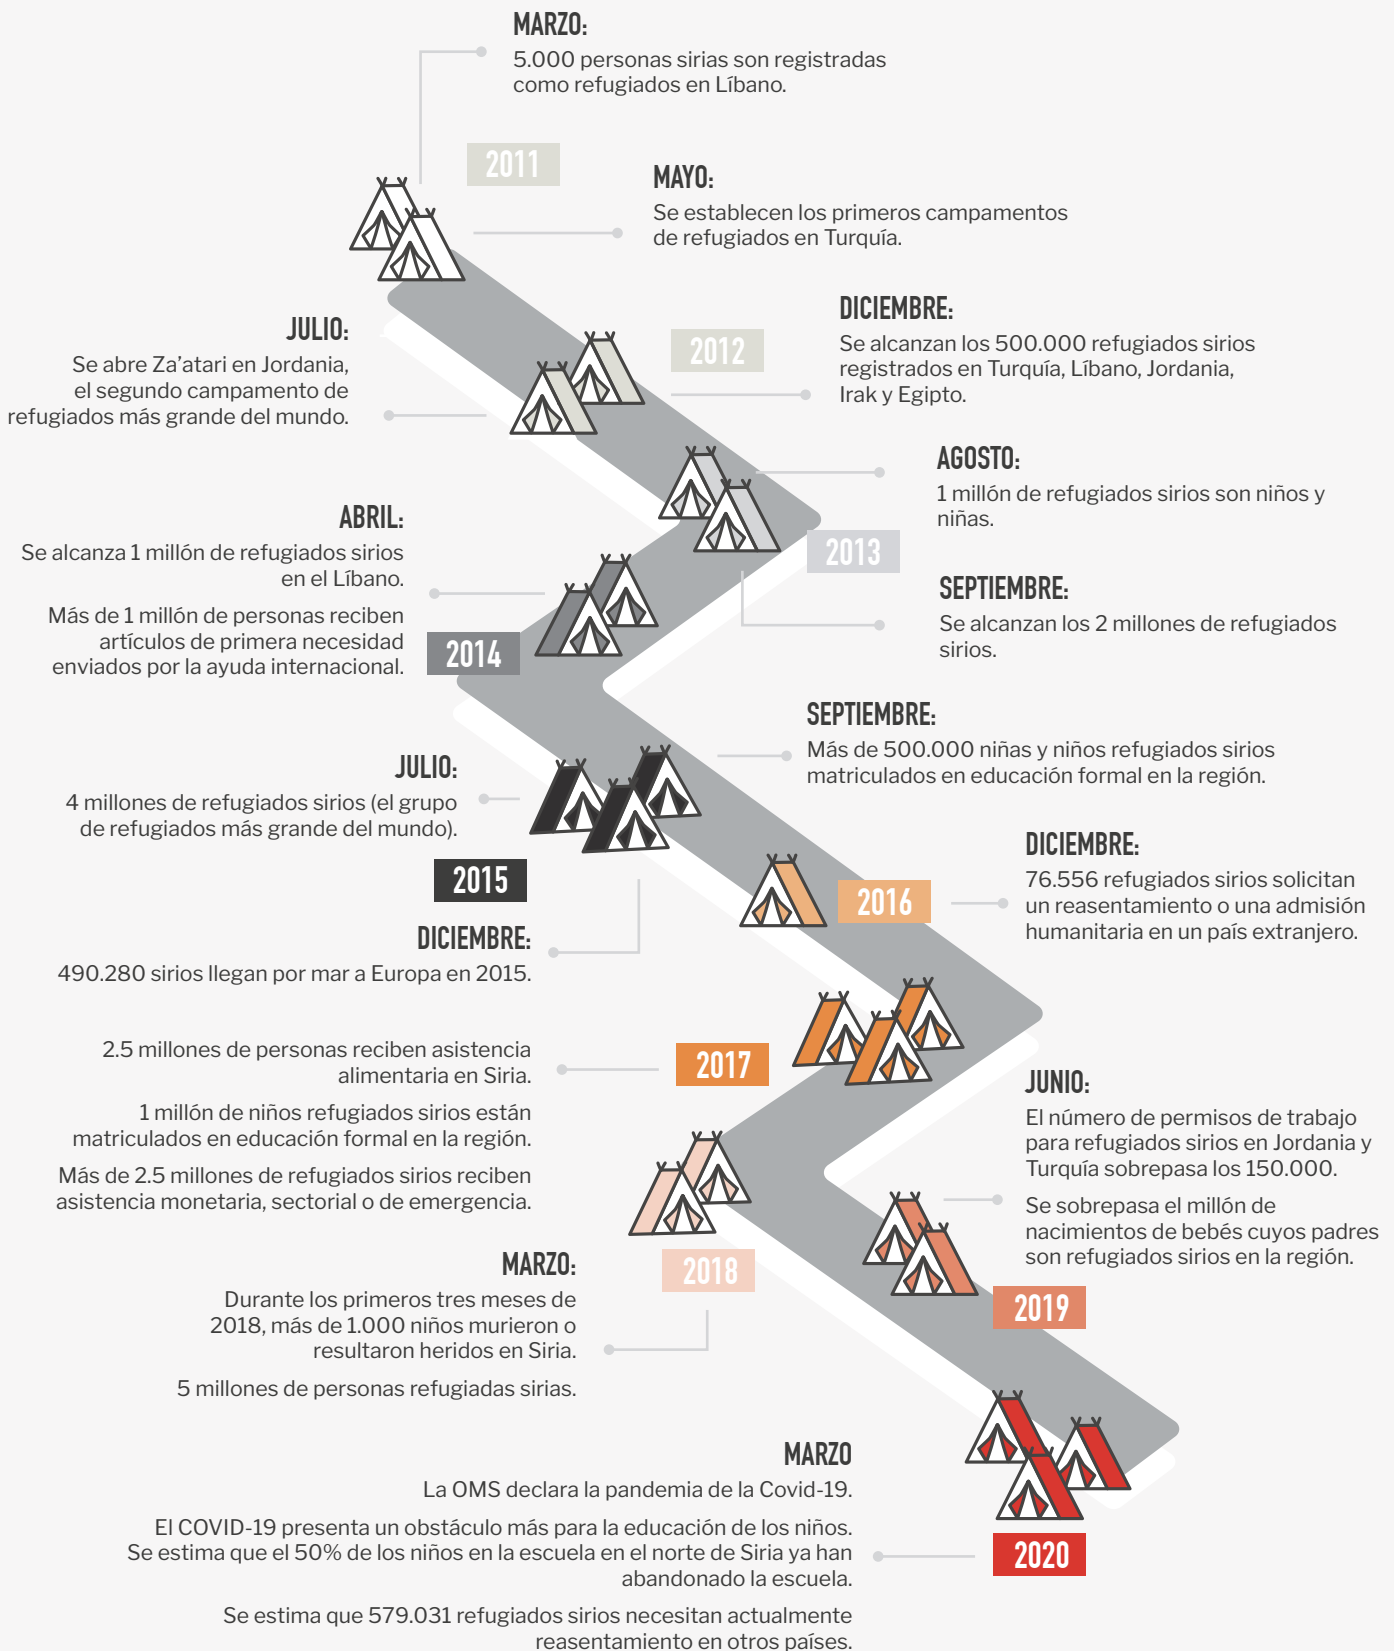 MARZO:
5.000 personas sirias son registradas
como refugiados en Líbano.
2011
MAYO:
Se establecen los primeros campamentos
de refugiados en Turquía.
JULIO:
Se abre Za’atari en Jordania,
el segundo campamento de
refugiados más grande del mundo.
2012
DICIEMBRE:
Se alcanzan los 500.000 refugiados sirios
registrados en Turquía, Líbano, Jordania,
Irak y Egipto.
AGOSTO:
1 millón de refugiados sirios son niños y
niñas.
2013
SEPTIEMBRE:
Se alcanzan los 2 millones de refugiados
sirios.
ABRIL:
Se alcanza 1 millón de refugiados sirios
en el Líbano.
Más de 1 millón de personas reciben
artículos de primera necesidad
enviados por la ayuda internacional.
2014
SEPTIEMBRE:
Más de 500.000 niñas y niños refugiados sirios
matriculados en educación formal en la región.
JULIO:
4 millones de refugiados sirios (el grupo
de refugiados más grande del mundo).
2015
DICIEMBRE:
490.280 sirios llegan por mar a Europa en 2015.
2016
DICIEMBRE:
76.556 refugiados sirios solicitan
un reasentamiento o una admisión
humanitaria en un país extranjero.
2.5 millones de personas reciben asistencia
alimentaria en Siria.
1 millón de niños refugiados sirios están
matriculados en educación formal en la región.
Más de 2.5 millones de refugiados sirios reciben
asistencia monetaria, sectorial o de emergencia.
2017
JUNIO:
El número de permisos de trabajo
para refugiados sirios en Jordania y
Turquía sobrepasa los 150.000.
Se sobrepasa el millón de
nacimientos de bebés cuyos padres
son refugiados sirios en la región.
2019
MARZO:
Durante los primeros tres meses de
2018, más de 1.000 niños murieron o
resultaron heridos en Siria.
5 millones de personas refugiadas sirias.
2018
MARZO
La OMS declara la pandemia de la Covid-19.
El COVID-19 presenta un obstáculo más para la educación de los niños.
Se estima que el 50% de los niños en la escuela en el norte de Siria ya han
abandonado la escuela.
Se estima que 579.031 refugiados sirios necesitan actualmente
reasentamiento en otros países.
2020